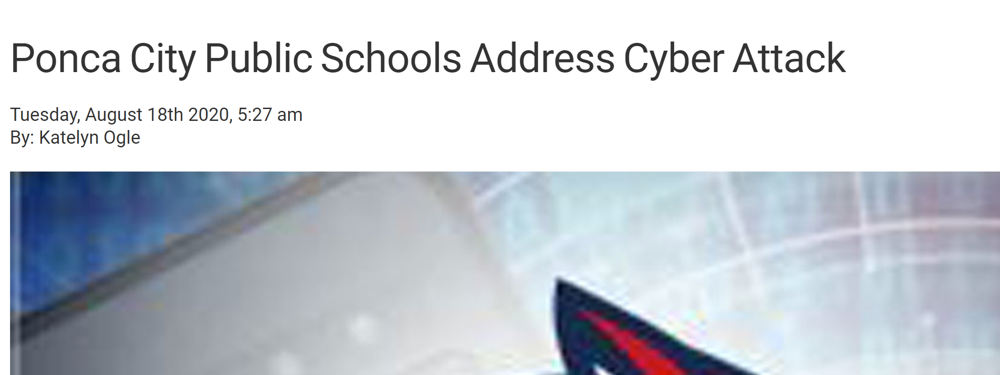 Ponca City Public Schools Address Cyber Attack
Tuesday, August 18th 2020, 5:27 am
By: Katelyn Ogle